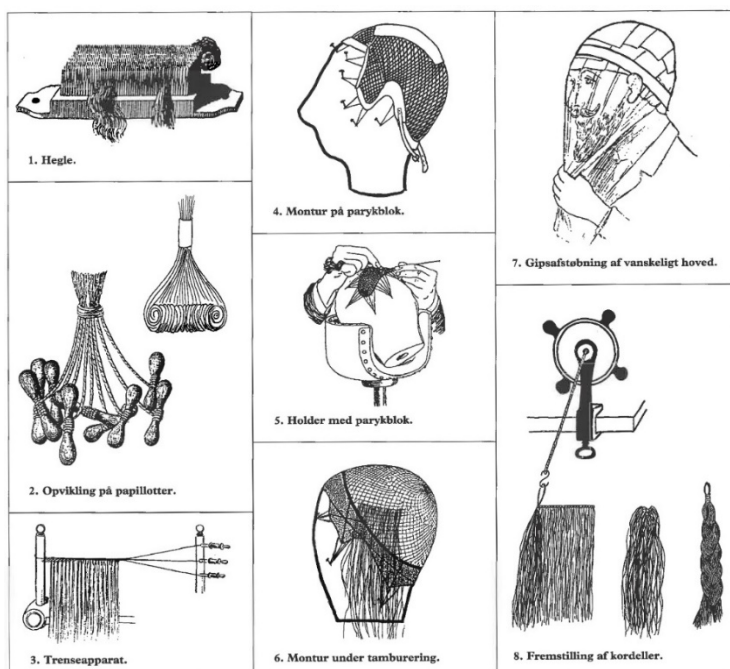 1. Hegle.
2. Opvikling på papillotter.
3. Trenseapparat.
4. Montur på parykblok.
5. Holder med parykblok.
6. Montur under tamburering.
7. Gipsafstøbning af vanskeligt hoved.
8. Fremstilling af kordeller.